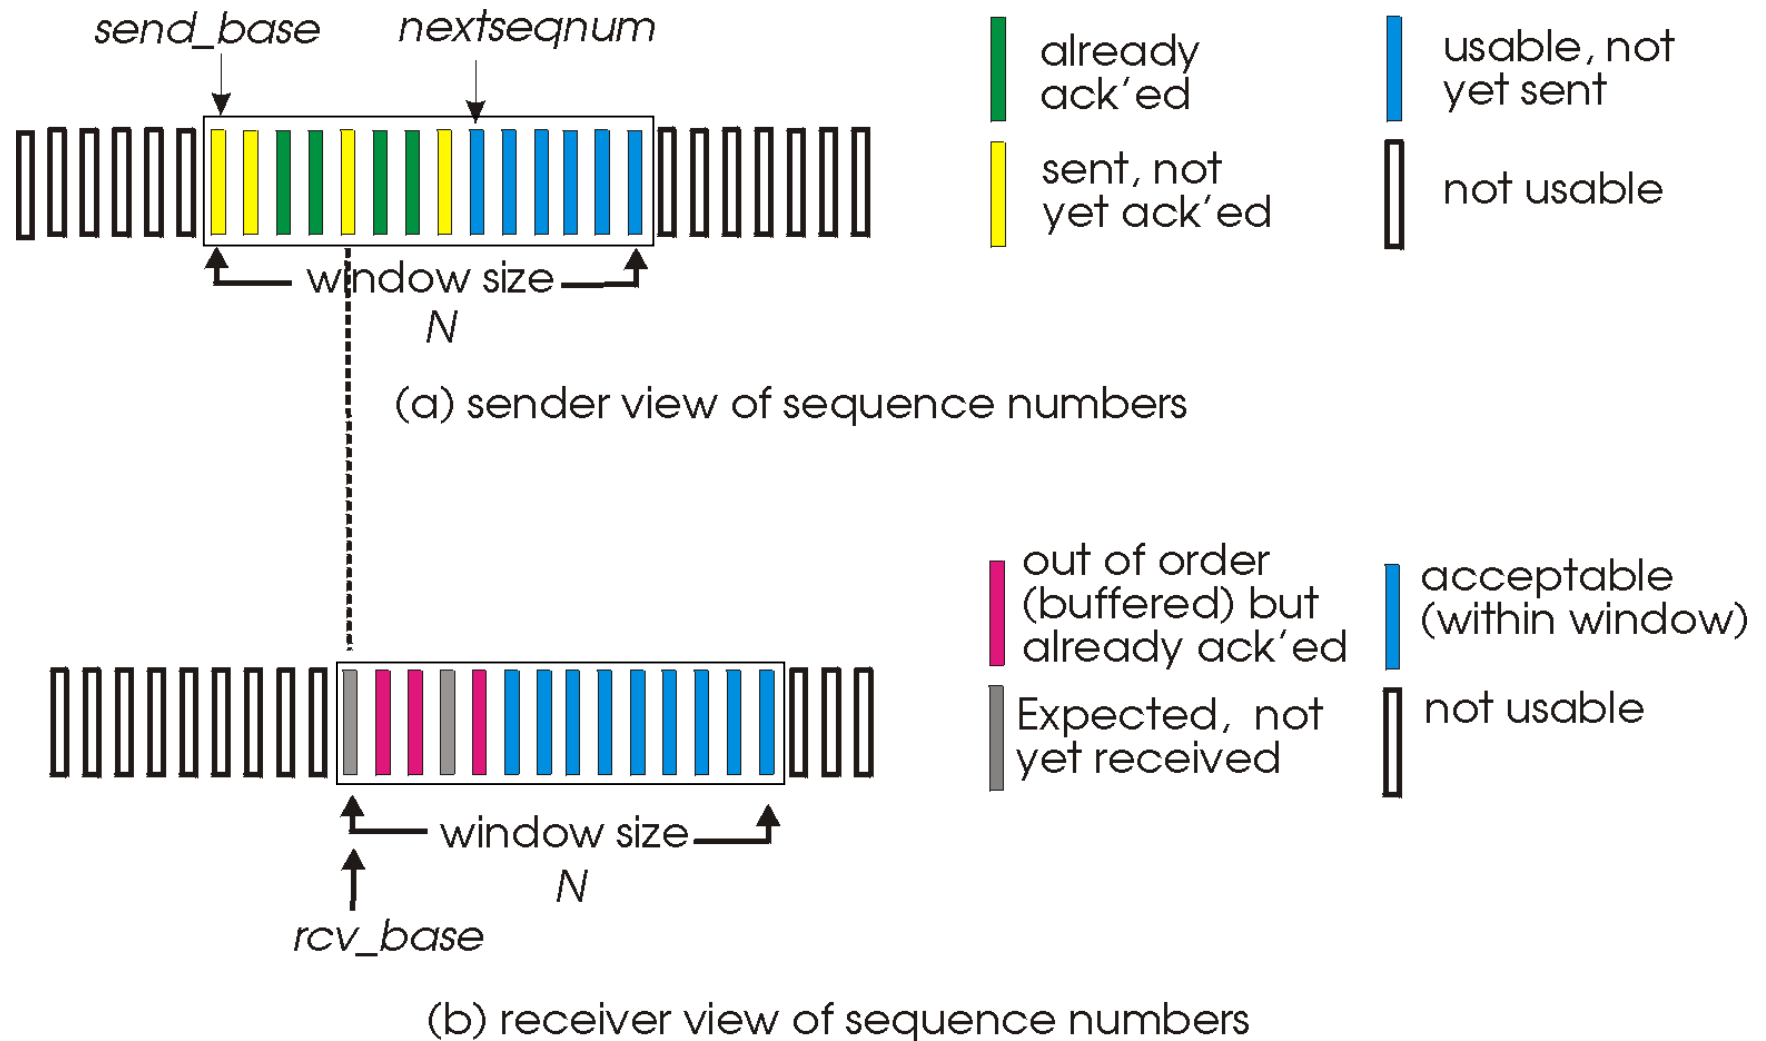 send_base
nextseqnum
already
ack’ed
usable, not
yet sent
sent, not
yet ack’ed
not usable
window size
N
(a) sender view of sequence numbers
out of order
(buffered) but
already ack’ed
acceptable
(within window)
Expected, not
yet received
not usable
window size
N
rcv_base
(b) receiver view of sequence numbers